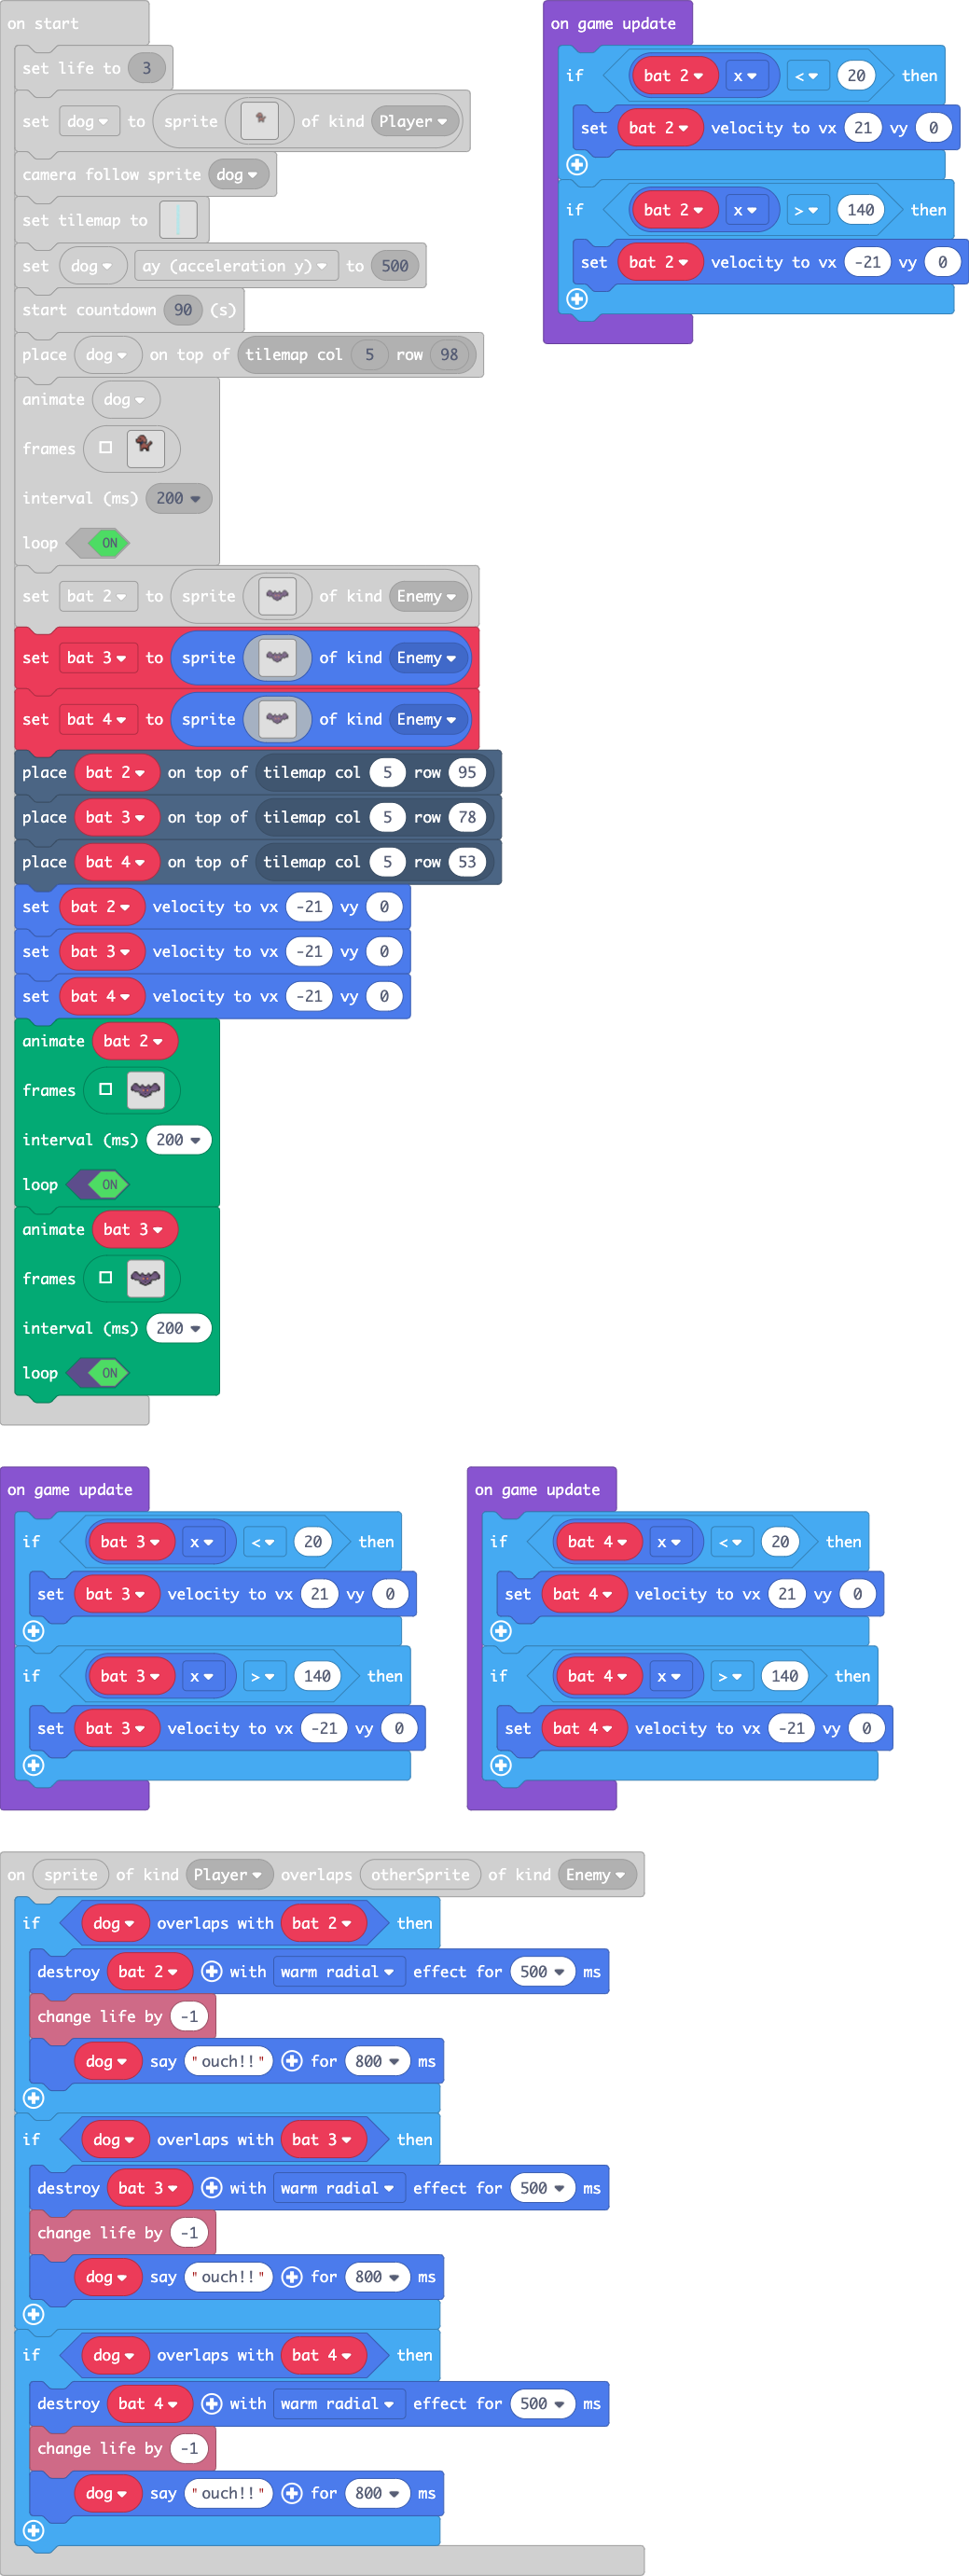 on start
set life to 3
set dog to sprite of kind Player
camera follow sprite dog
set tilemap to
set dog ay (acceleration y) to 500
start countdown 90 (s)
place dog on top of tilemap col 5 row 98
animate dog
frames
interval (ms) 200
loop ON
set bat 2 to sprite of kind Enemy
set bat 3 to sprite of kind Enemy
set bat 4 to sprite of kind Enemy
place bat 2 on top of tilemap col 5 row 95
place bat 3 on top of tilemap col 5 row 78
place bat 4 on top of tilemap col 5 row 53
set bat 2 velocity to vx -21 vy 0
set bat 3 velocity to vx -21 vy 0
set bat 4 velocity to vx -21 vy 0
animate bat 2
frames
interval (ms) 200
loop ON
animate bat 3
frames
interval (ms) 200
loop ON
on game update
if bat 2 x < 20 then
set bat 2 velocity to vx 21 vy 0
if bat 2 x > 140 then
set bat 2 velocity to vx -21 vy 0
on game update
if bat 3 x < 20 then
set bat 3 velocity to vx 21 vy 0
if bat 3 x > 140 then
set bat 3 velocity to vx -21 vy 0
on game update
if bat 4 x < 20 then
set bat 4 velocity to vx 21 vy 0
if bat 4 x > 140 then
set bat 4 velocity to vx -21 vy 0
on sprite of kind Player overlaps otherSprite of kind Enemy
if dog overlaps with bat 2 then
destroy bat 2 with warm radial effect for 500 ms
change life by -1
dog say "ouch!!" for 800 ms
if dog overlaps with bat 3 then
destroy bat 3 with warm radial effect for 500 ms
change life by -1
dog say "ouch!!" for 800 ms
if dog overlaps with bat 4 then
destroy bat 4 with warm radial effect for 500 ms
change life by -1
dog say "ouch!!" for 800 ms